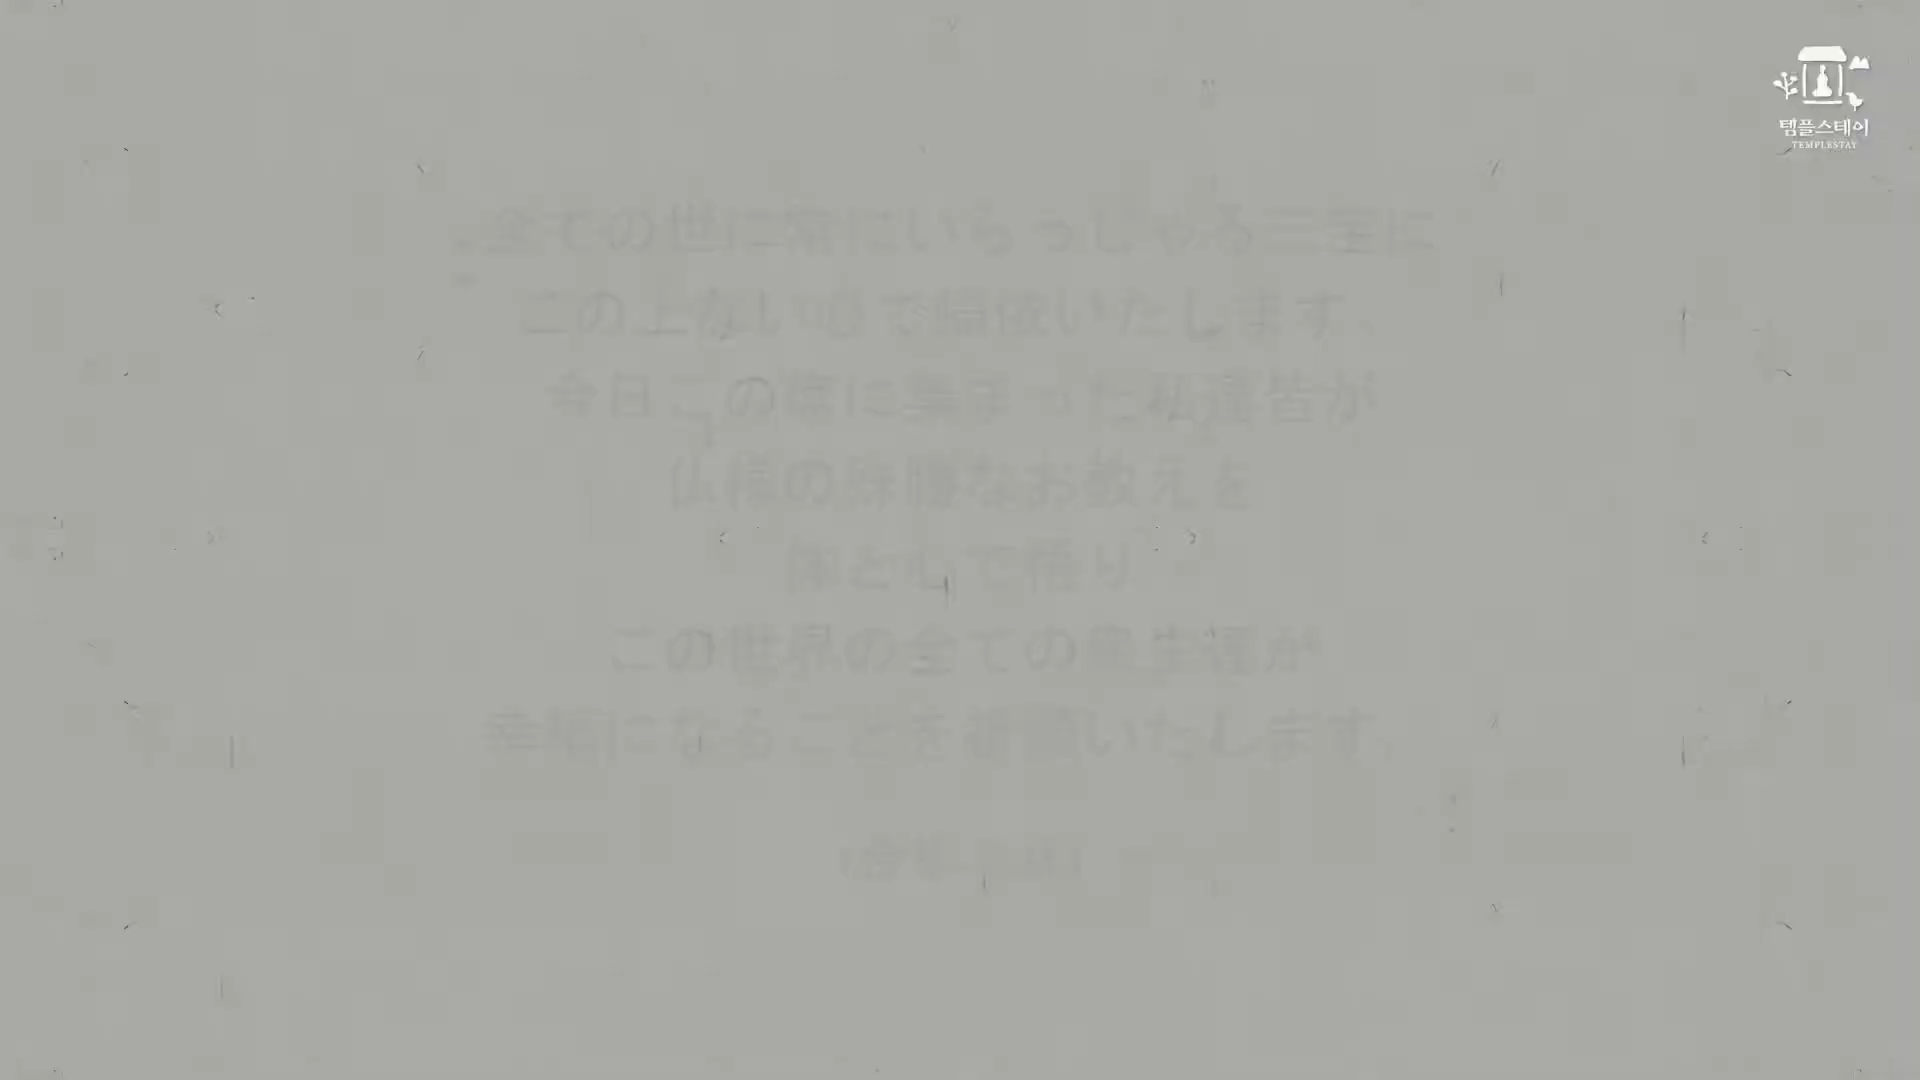 템플스테이
TEMPLESTAY
全ての世に常にいらっしゃる三宝に
この上ない心で帰依いたします。
今日この席に集まった私達皆が
仏様の殊勝なお教えを
体と心で悟り
この世界の全ての衆生達が
幸福になることを祈願いたします。